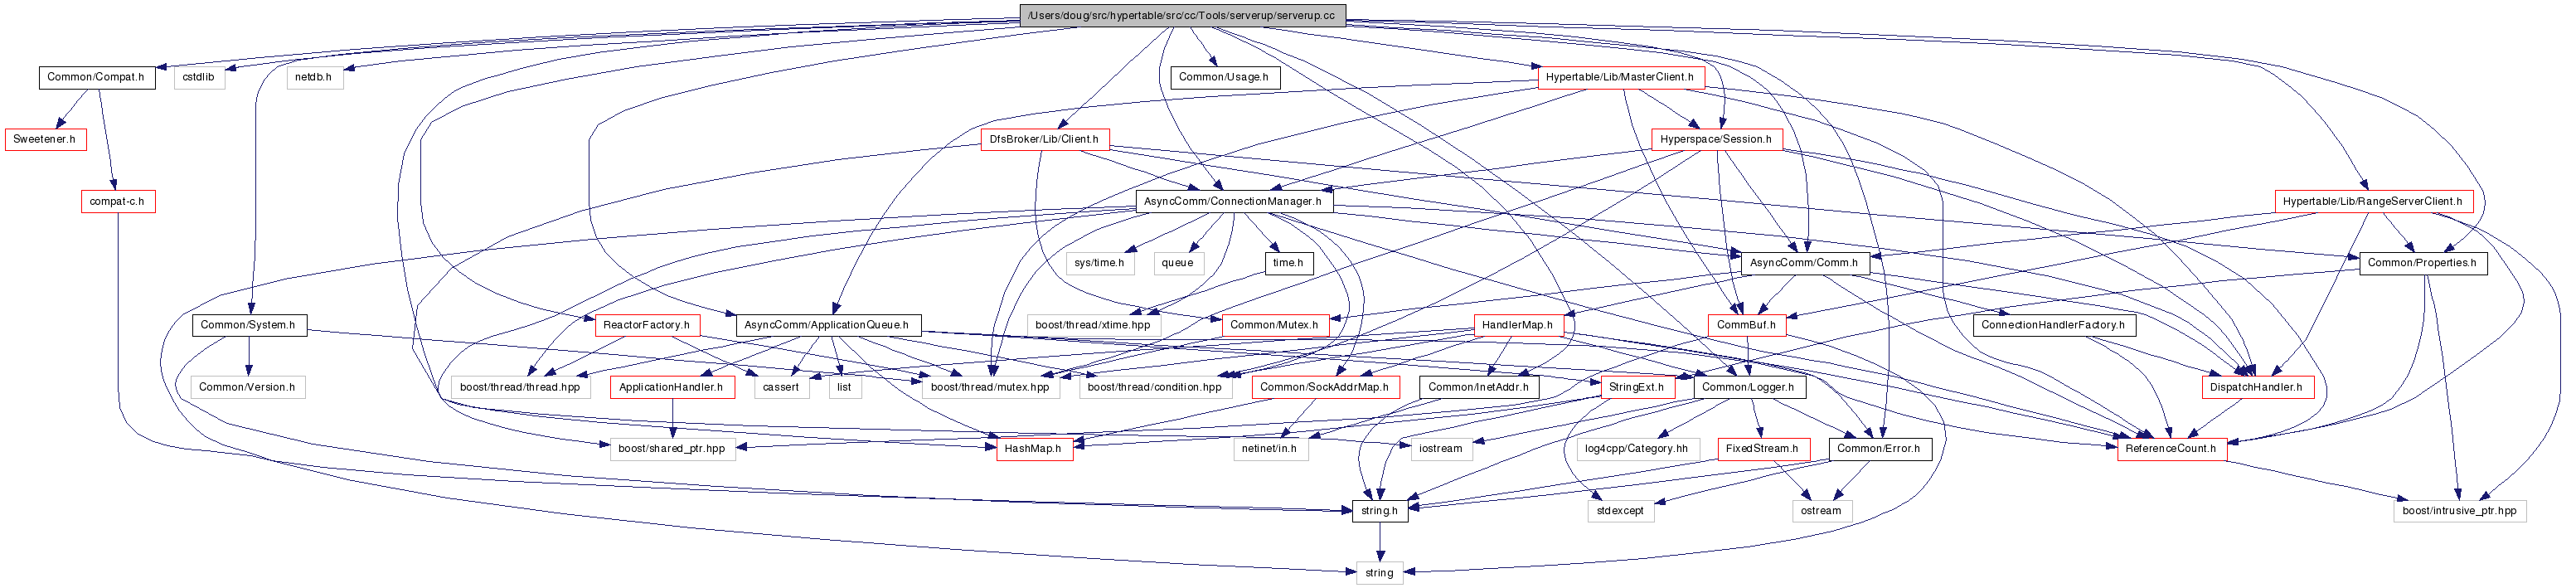 /Users/doug/src/hypertable/src/cc/Tools/serverup/serverup.cc
Common/Compat.h
cstdlib
netdb.h
Common/Usage.h
Hypertable/Lib/MasterClient.h
Sweetener.h
DfsBroker/Lib/Client.h
Hyperspace/Session.h
compat-c.h
AsyncComm/ConnectionManager.h
Hypertable/Lib/RangeServerClient.h
sys/time.h
queue
time.h
AsyncComm/Comm.h
Common/Properties.h
Common/System.h
ReactorFactory.h
AsyncComm/ApplicationQueue.h
boost/thread/xtime.hpp
Common/Mutex.h
HandlerMap.h
CommBuf.h
ConnectionHandlerFactory.h
Common/Version.h
boost/thread/thread.hpp
ApplicationHandler.h
cassert
list
boost/thread/mutex.hpp
boost/thread/condition.hpp
Common/SockAddrMap.h
Common/InetAddr.h
StringExt.h
Common/Logger.h
DispatchHandler.h
boost/shared_ptr.hpp
HashMap.h
netinet/in.h
iostream
log4cpp/Category.hh
FixedStream.h
Common/Error.h
ReferenceCount.h
string.h
stdexcept
ostream
boost/intrusive_ptr.hpp
string